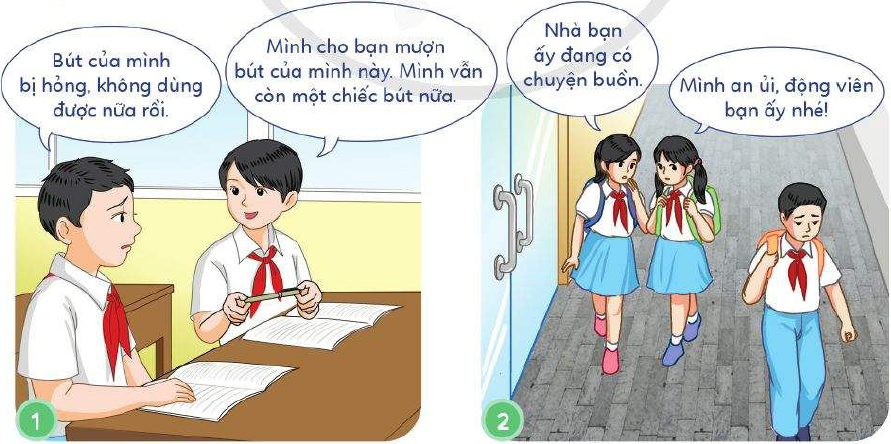 Bút của mình
bị hỏng, không dùng
được nữa rồi.
Mình cho bạn mượn
bút của mình này. Mình vẫn
còn một chiếc bút nữa.
1
Nhà bạn
ấy đang có
chuyện buồn.
Mình an ủi, động viên
bạn ấy nhé!
2